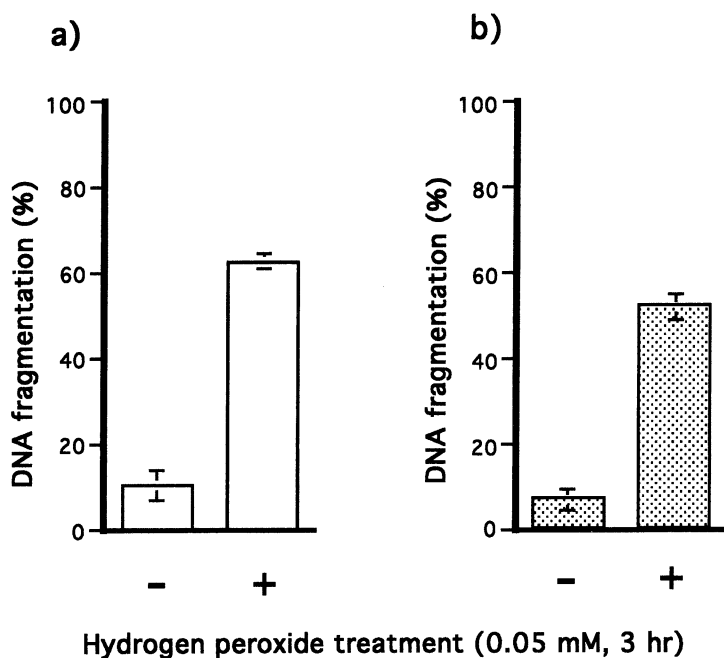 a)
100
80
60
40
20
0
DNA fragmentation (%)
- +
b)
100
80
60
40
20
0
DNA fragmentation (%)
- +
Hydrogen peroxide treatment (0.05 mM, 3 hr)